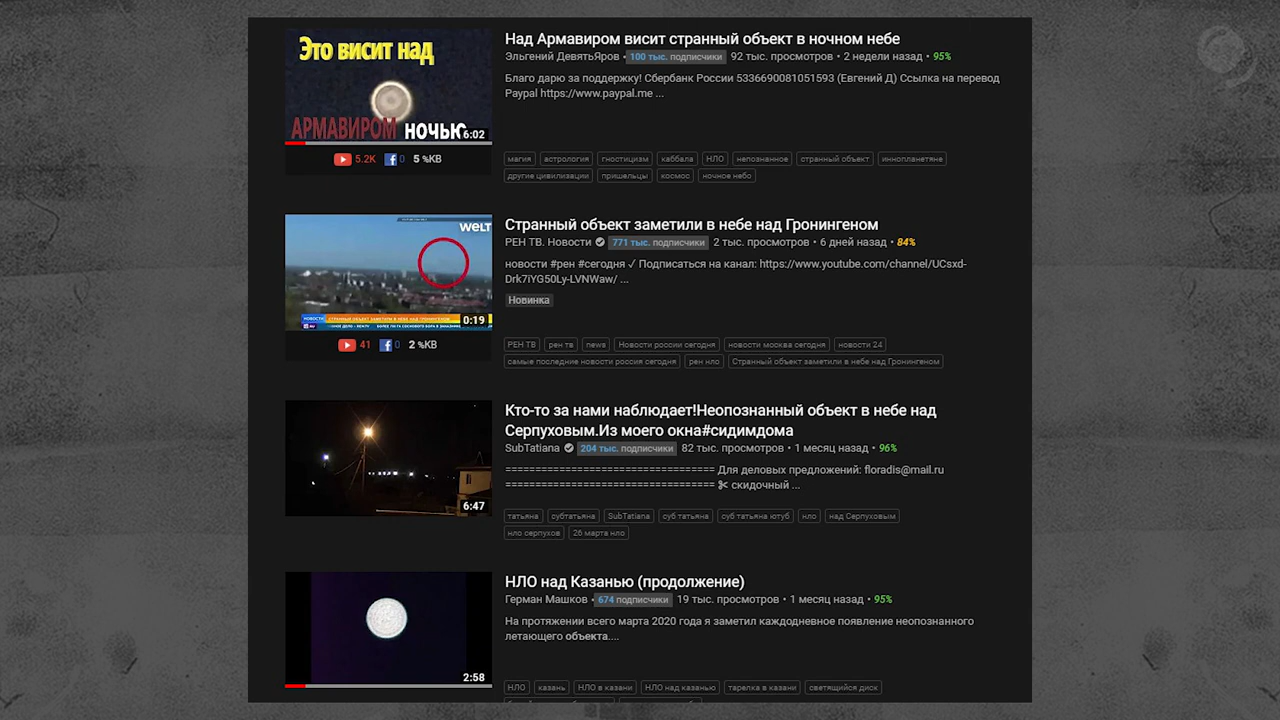 Это висит над
АРМАВИРОМ НОЧЬЮ
6:02
5.2K 0 5 %KB
Над Армавиром висит странный объект в ночном небе
Эльгений ДевятьЯров • 100 тыс. подписчики 92 тыс. просмотров • 2 недели назад • 95%
Благо дарю за поддержку! Сбербанк России 5336690081051593 (Евгений Д) Ссылка на перевод
Paypal https://www.paypal.me ...
магия астрология гностицизм каббала НЛО непознанное странный объект иннопланетяне
другие цивилизации пришельцы космос ночное небо
WELT
НОВОСТИ СТРАННЫЙ ОБЪЕКТ ЗАМЕТИЛИ В НЕБЕ НАД ГРОНИНГЕНОМ
0:19
41 0 2 %KB
Странный объект заметили в небе над Гронингеном
РЕН ТВ. Новости 771 тыс. подписчики 2 тыс. просмотров • 6 дней назад • 84%
новости #рен #сегодня ✓ Подписаться на канал: https://www.youtube.com/channel/UCsxd-
Drk7iYG50Ly-LVNWaw/ ...
Новинка
РЕН ТВ рен тв news Новости россии сегодня новости москва сегодня новости 24
самые последние новости россия сегодня рен нло Странный объект заметили в небе над Гронингеном
6:47
Кто-то за нами наблюдает!Неопознанный объект в небе над
Серпуховым.Из моего окна#сидимдома
SubTatiana 204 тыс. подписчики 82 тыс. просмотров • 1 месяц назад • 96%
=================================== Для деловых предложений: floradis@mail.ru
=================================== ✂ скидочный ...
татьяна субтатьяна SubTatiana суб татьяна суб татьяна ютуб нло над Серпуховым
нло серпухов 26 марта нло
2:58
НЛО над Казанью (продолжение)
Герман Машков • 674 подписчики 19 тыс. просмотров • 1 месяц назад • 95%
На протяжении всего марта 2020 года я заметил каждодневное появление неопознанного
летающего объекта....
НЛО казань НЛО в казани НЛО над казанью тарелка в казани светящийся диск